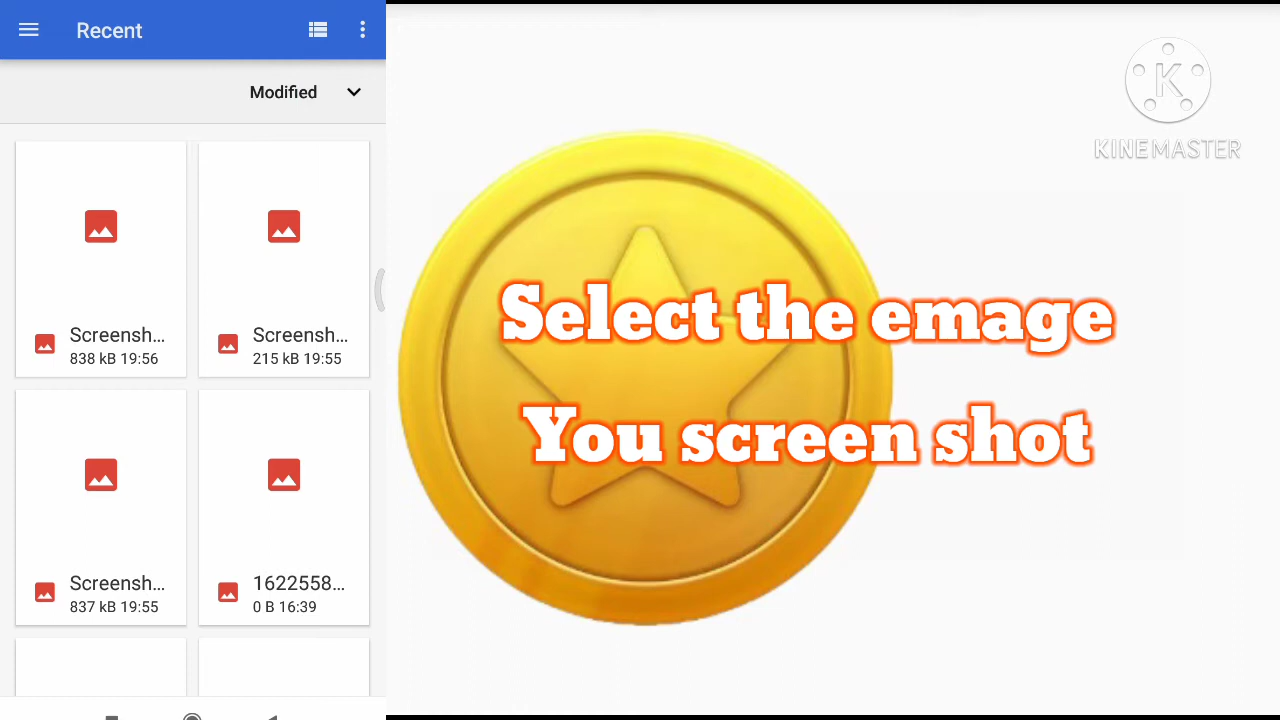 Recent
Modified
Screensh...
838 kB 19:56
Screensh...
215 kB 19:55
Screensh...
837 kB 19:55
1622558...
0 B 16:39
K
KINEMASTER
Select the emage
You screen shot